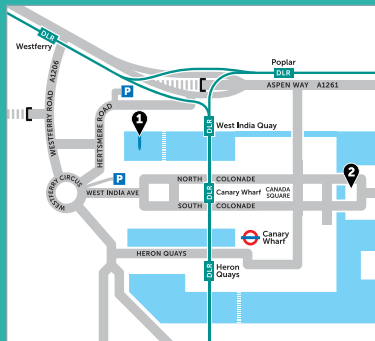 Westferry
DLR
Poplar
DLR
ASPEN WAY A1261
A1206
WESTFERRY ROAD
HERTSMERE ROAD
P
1
DLR
West India Quay
WESTFERRY CIRCUS
P
WEST INDIA AVE
NORTH COLONADE
DLR
Canary Wharf
CANADA
SQUARE
2
SOUTH COLONADE
Canary
Wharf
HERON QUAYS
DLR
Heron
Quays